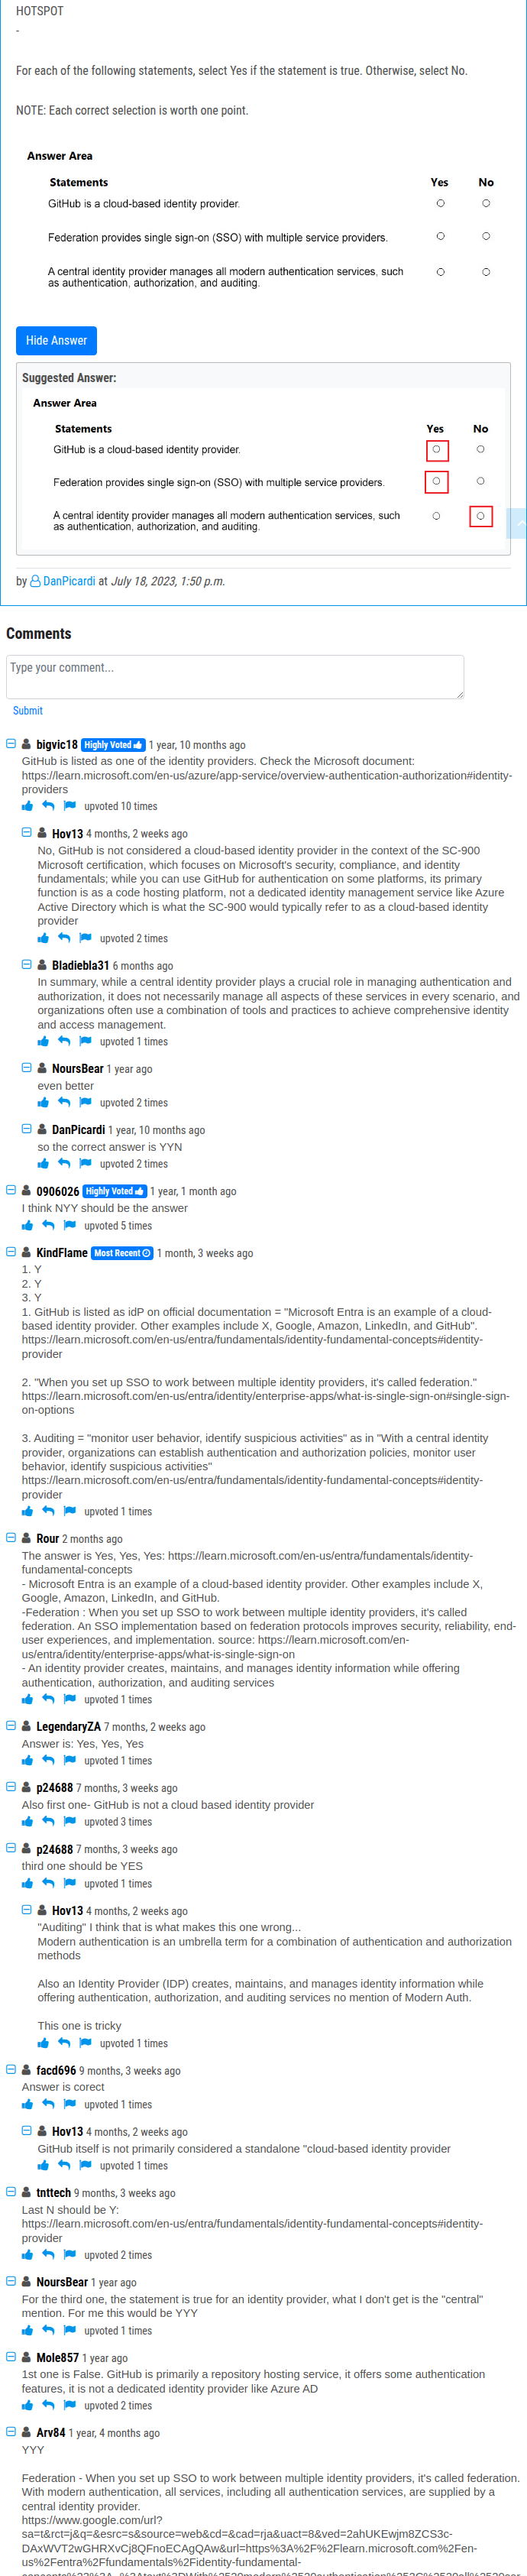 HOTSPOT
-
For each of the following statements, select Yes if the statement is true. Otherwise, select No.
NOTE: Each correct selection is worth one point.
Answer Area
Statements Yes No
GitHub is a cloud-based identity provider.
Federation provides single sign-on (SSO) with multiple service providers.
A central identity provider manages all modern authentication services, such
as authentication, authorization, and auditing.
Hide Answer
Suggested Answer:
Answer Area
Statements Yes No
GitHub is a cloud-based identity provider.
Federation provides single sign-on (SSO) with multiple service providers.
A central identity provider manages all modern authentication services, such
as authentication, authorization, and auditing.
by DanPicardi at July 18, 2023, 1:50 p.m.
Comments
Type your comment...
Submit
bigvic18 Highly Voted 1 year, 10 months ago
GitHub is listed as one of the identity providers. Check the Microsoft document:
https://learn.microsoft.com/en-us/azure/app-service/overview-authentication-authorization#identity-
providers
upvoted 10 times
Hov13 4 months, 2 weeks ago
No, GitHub is not considered a cloud-based identity provider in the context of the SC-900
Microsoft certification, which focuses on Microsoft's security, compliance, and identity
fundamentals; while you can use GitHub for authentication on some platforms, its primary
function is as a code hosting platform, not a dedicated identity management service like Azure
Active Directory which is what the SC-900 would typically refer to as a cloud-based identity
provider
upvoted 2 times
Bladiebla31 6 months ago
In summary, while a central identity provider plays a crucial role in managing authentication and
authorization, it does not necessarily manage all aspects of these services in every scenario, and
organizations often use a combination of tools and practices to achieve comprehensive identity
and access management.
upvoted 1 times
NoursBear 1 year ago
even better
upvoted 2 times
DanPicardi 1 year, 10 months ago
so the correct answer is YYN
upvoted 2 times
0906026 Highly Voted 1 year, 1 month ago
I think NYY should be the answer
upvoted 5 times
KindFlame Most Recent 1 month, 3 weeks ago
1. Y
2. Y
3. Y
1. GitHub is listed as idP on official documentation = "Microsoft Entra is an example of a cloud-
based identity provider. Other examples include X, Google, Amazon, LinkedIn, and GitHub".
https://learn.microsoft.com/en-us/entra/fundamentals/identity-fundamental-concepts#identity-
provider
2. "When you set up SSO to work between multiple identity providers, it's called federation."
https://learn.microsoft.com/en-us/entra/identity/enterprise-apps/what-is-single-sign-on#single-sign-
on-options
3. Auditing = "monitor user behavior, identify suspicious activities" as in "With a central identity
provider, organizations can establish authentication and authorization policies, monitor user
behavior, identify suspicious activities"
https://learn.microsoft.com/en-us/entra/fundamentals/identity-fundamental-concepts#identity-
provider
upvoted 1 times
Rour 2 months ago
The answer is Yes, Yes, Yes: https://learn.microsoft.com/en-us/entra/fundamentals/identity-
fundamental-concepts
- Microsoft Entra is an example of a cloud-based identity provider. Other examples include X,
Google, Amazon, LinkedIn, and GitHub.
-Federation : When you set up SSO to work between multiple identity providers, it's called
federation. An SSO implementation based on federation protocols improves security, reliability, end-
user experiences, and implementation. source: https://learn.microsoft.com/en-
us/entra/identity/enterprise-apps/what-is-single-sign-on
- An identity provider creates, maintains, and manages identity information while offering
authentication, authorization, and auditing services
upvoted 1 times
LegendaryZA 7 months, 2 weeks ago
Answer is: Yes, Yes, Yes
upvoted 1 times
p24688 7 months, 3 weeks ago
Also first one- GitHub is not a cloud based identity provider
upvoted 3 times
p24688 7 months, 3 weeks ago
third one should be YES
upvoted 1 times
Hov13 4 months, 2 weeks ago
"Auditing" I think that is what makes this one wrong...
Modern authentication is an umbrella term for a combination of authentication and authorization
methods
Also an Identity Provider (IDP) creates, maintains, and manages identity information while
offering authentication, authorization, and auditing services no mention of Modern Auth.
This one is tricky
upvoted 1 times
facd696 9 months, 3 weeks ago
Answer is corect
upvoted 1 times
Hov13 4 months, 2 weeks ago
GitHub itself is not primarily considered a standalone "cloud-based identity provider
upvoted 1 times
tnttech 9 months, 3 weeks ago
Last N should be Y:
https://learn.microsoft.com/en-us/entra/fundamentals/identity-fundamental-concepts#identity-
provider
upvoted 2 times
NoursBear 1 year ago
For the third one, the statement is true for an identity provider, what I don't get is the "central"
mention. For me this would be YYY
upvoted 1 times
Mole857 1 year ago
1st one is False. GitHub is primarily a repository hosting service, it offers some authentication
features, it is not a dedicated identity provider like Azure AD
upvoted 2 times
Arv84 1 year, 4 months ago
YYY
Federation - When you set up SSO to work between multiple identity providers, it's called federation.
With modern authentication, all services, including all authentication services, are supplied by a
central identity provider.
https://www.google.com/url?
sa=t&rct=j&q=&esrc=s&source=web&cd=&cad=rja&uact=8&ved=2ahUKEwjm8ZCS3c-
DAxWVT2wGHRXvCj8QFnoECAgQAw&url=https%3A%2F%2Flearn.microsoft.com%2Fen-
us%2Fentra%2Ffundamentals%2Fidentity-fundamental-